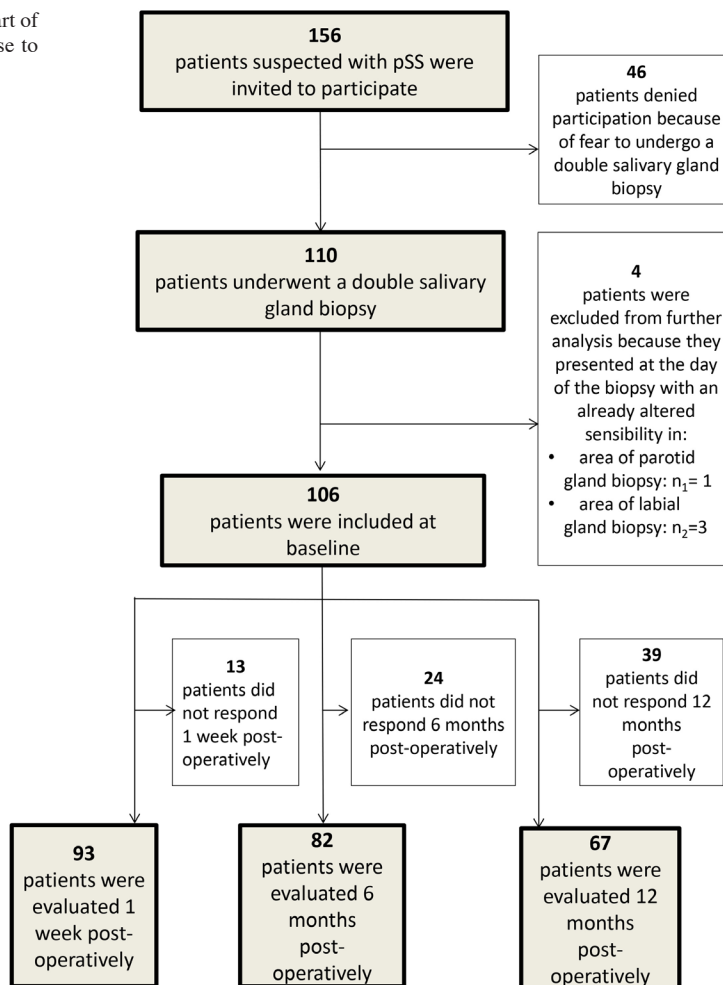 art of
se to
156
patients suspected with pSS were
invited to participate
46
patients denied
participation because
of fear to undergo a
double salivary gland
biopsy
110
patients underwent a double salivary
gland biopsy
4
patients were
excluded from further
analysis because they
presented at the day
of the biopsy with an
already altered
sensibility in:
• area of parotid
gland biopsy: n₁= 1
• area of labial
gland biopsy: n₂=3
106
patients were included at
baseline
13
patients did
not respond
1 week post-
operatively
24
patients did not
respond 6 months
post-operatively
39
patients did
not respond 12
months
post-
operatively
93
patients were
evaluated 1
week post-
operatively
82
patients were
evaluated 6
months
post-
operatively
67
patients were
evaluated 12
months
post-
operatively